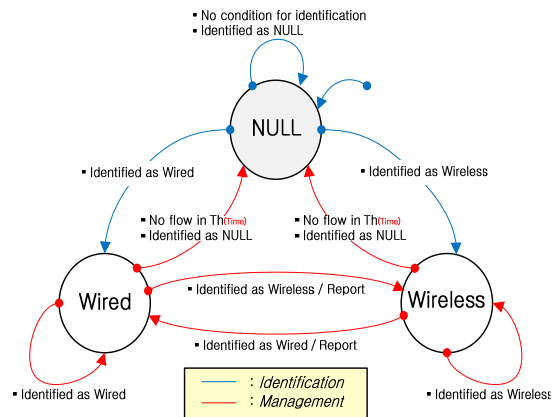 ▪ No condition for identification
▪ Identified as NULL
NULL
▪ Identified as Wired
▪ Identified as Wireless
▪ No flow in Th(Time)
▪ Identified as NULL
▪ No flow in Th(Time)
▪ Identified as NULL
Wired
▪ Identified as Wireless / Report
Wireless
▪ Identified as Wired / Report
▪ Identified as Wired
▪ Identified as Wireless
: Identification
: Management